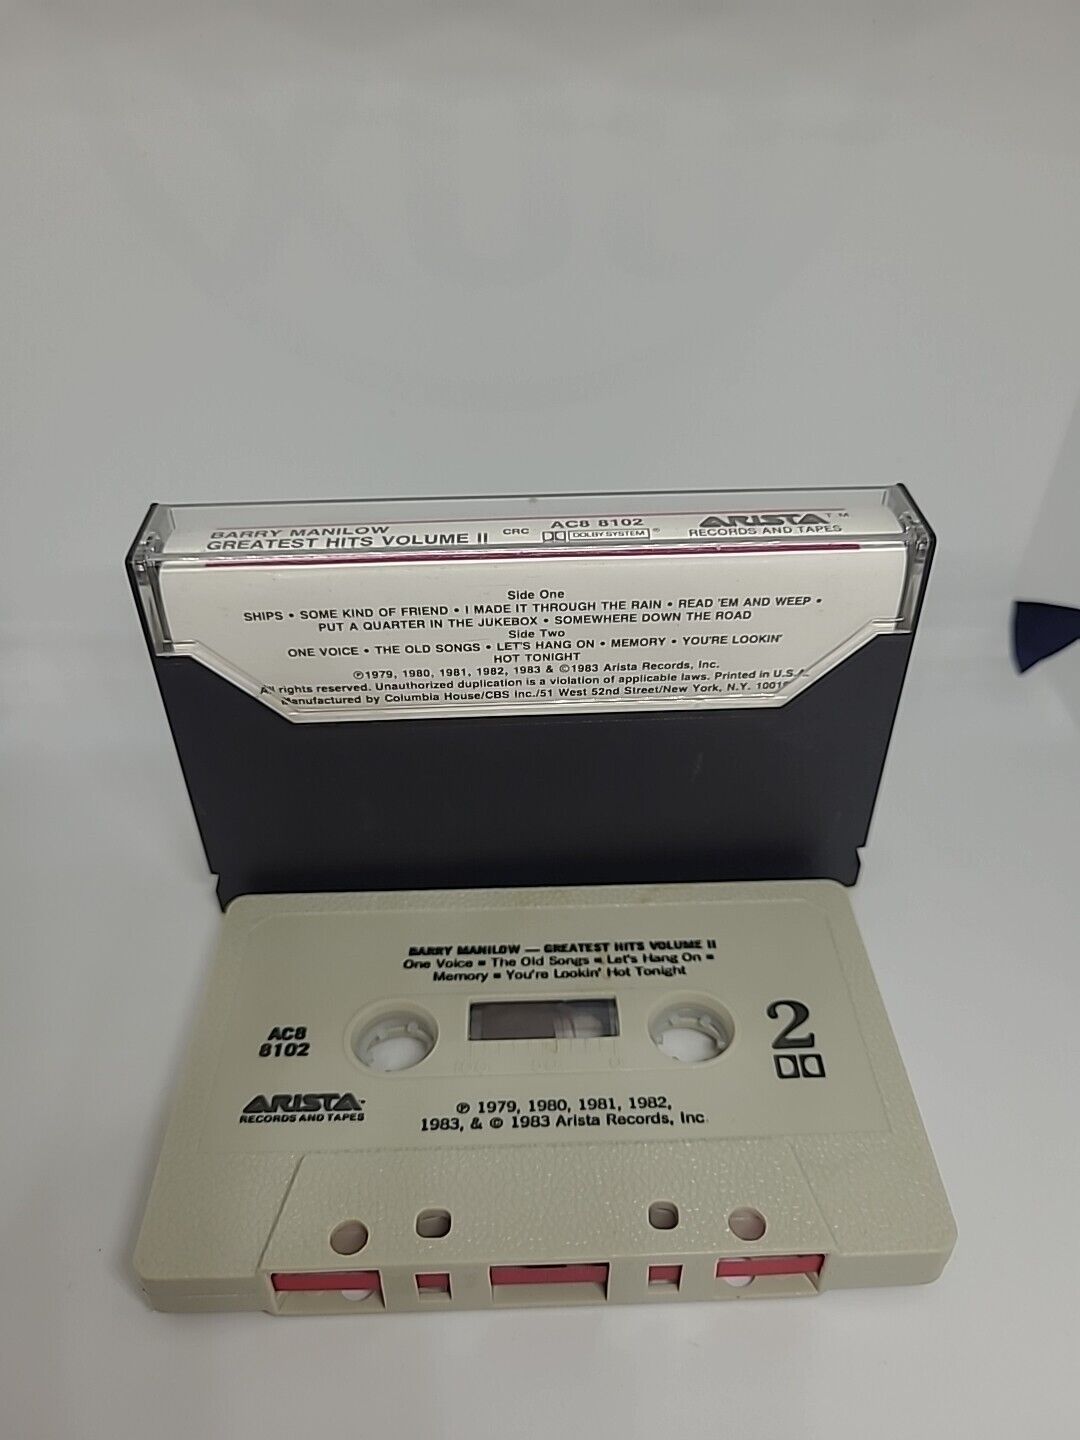 BARRY MANILOW
GREATEST HITS VOLUME II
CRC
AC8 8102
DOLBY SYSTEM ®
ARISTA TM
RECORDS AND TAPES
Side One
SHIPS • SOME KIND OF FRIEND • I MADE IT THROUGH THE RAIN • READ 'EM AND WEEP •
PUT A QUARTER IN THE JUKEBOX • SOMEWHERE DOWN THE ROAD
Side Two
ONE VOICE • THE OLD SONGS • LET'S HANG ON • MEMORY • YOU'RE LOOKIN'
HOT TONIGHT
℗1979, 1980, 1981, 1982, 1983 & ©1983 Arista Records, Inc.
All rights reserved. Unauthorized duplication is a violation of applicable laws. Printed in U.S.A.
Manufactured by Columbia House/CBS Inc./51 West 52nd Street/New York, N.Y.
BARRY MANILOW — GREATEST HITS VOLUME II
One Voice • The Old Songs • Let's Hang On •
Memory • You're Lookin' Hot Tonight
AC8
8102
2
100 50 0
ARISTA
RECORDS AND TAPES
℗ 1979, 1980, 1981, 1982,
1983, & © 1983 Arista Records, Inc.